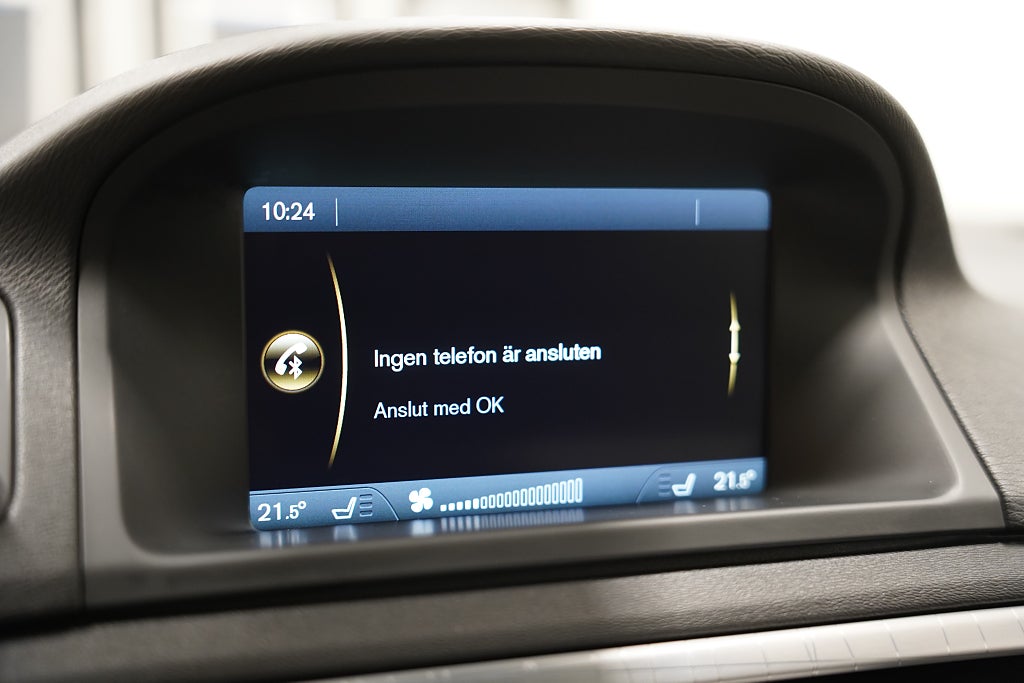 10:24
Ingen telefon är ansluten
Anslut med OK
21.5°
21.5°